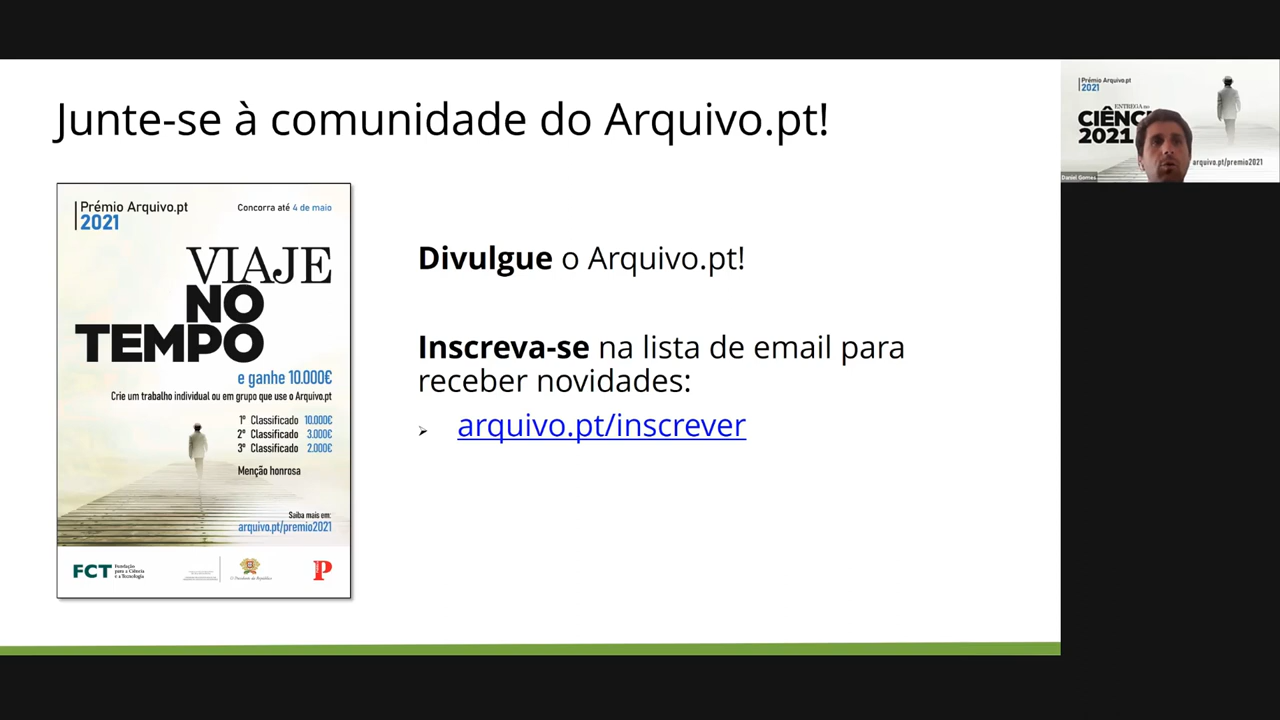 Junte-se à comunidade do Arquivo.pt!
Prémio Arquivo.pt
2021
Concorra até 4 de maio
VIAJE
NO
TEMPO
e ganhe 10.000€
Crie um trabalho individual ou em grupo que use o Arquivo.pt
1º Classificado 10.000€
2º Classificado 3.000€
3º Classificado 2.000€
Menção honrosa
Saiba mais em:
arquivo.pt/premio2021
FCT Fundação
para a Ciência
e a Tecnologia
P
Divulgue o Arquivo.pt!
Inscreva-se na lista de email para
receber novidades:
arquivo.pt/inscrever
Prémio Arquivo.pt
2021
ENTREGA no
CIÊNC
2021
arquivo.pt/premio2021
Daniel Gomes